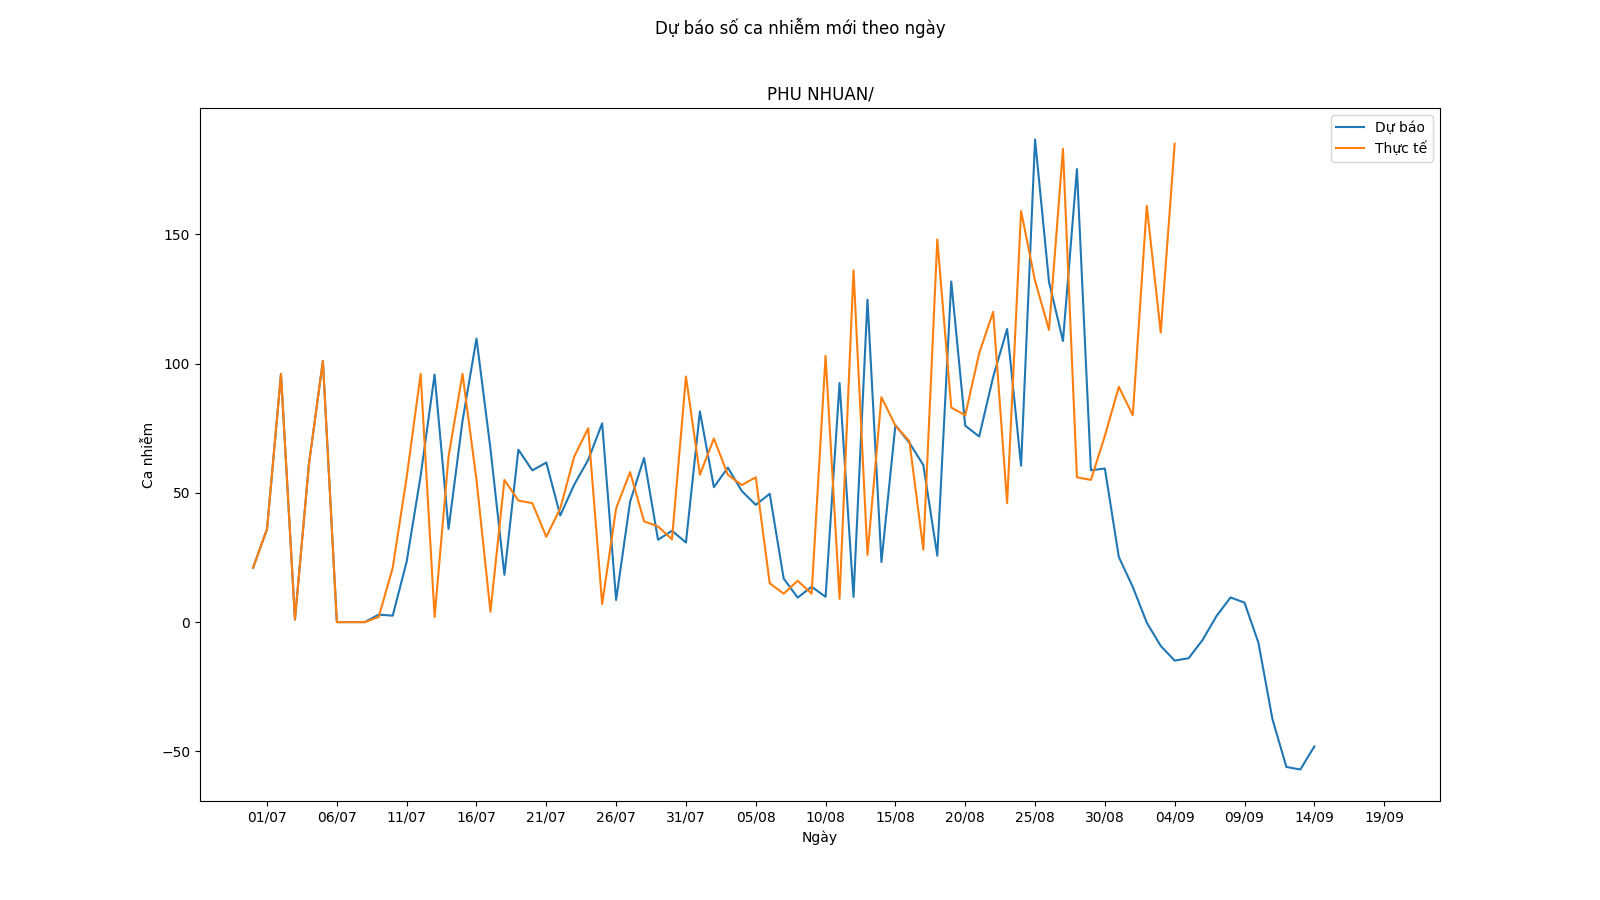 Dự báo số ca nhiễm mới theo ngày
PHU NHUAN/
Dự báo
Thực tế
Ca nhiễm
150
100
50
0
−50
01/07 06/07 11/07 16/07 21/07 26/07 31/07 05/08 10/08 15/08 20/08 25/08 30/08 04/09 09/09 14/09 19/09
Ngày